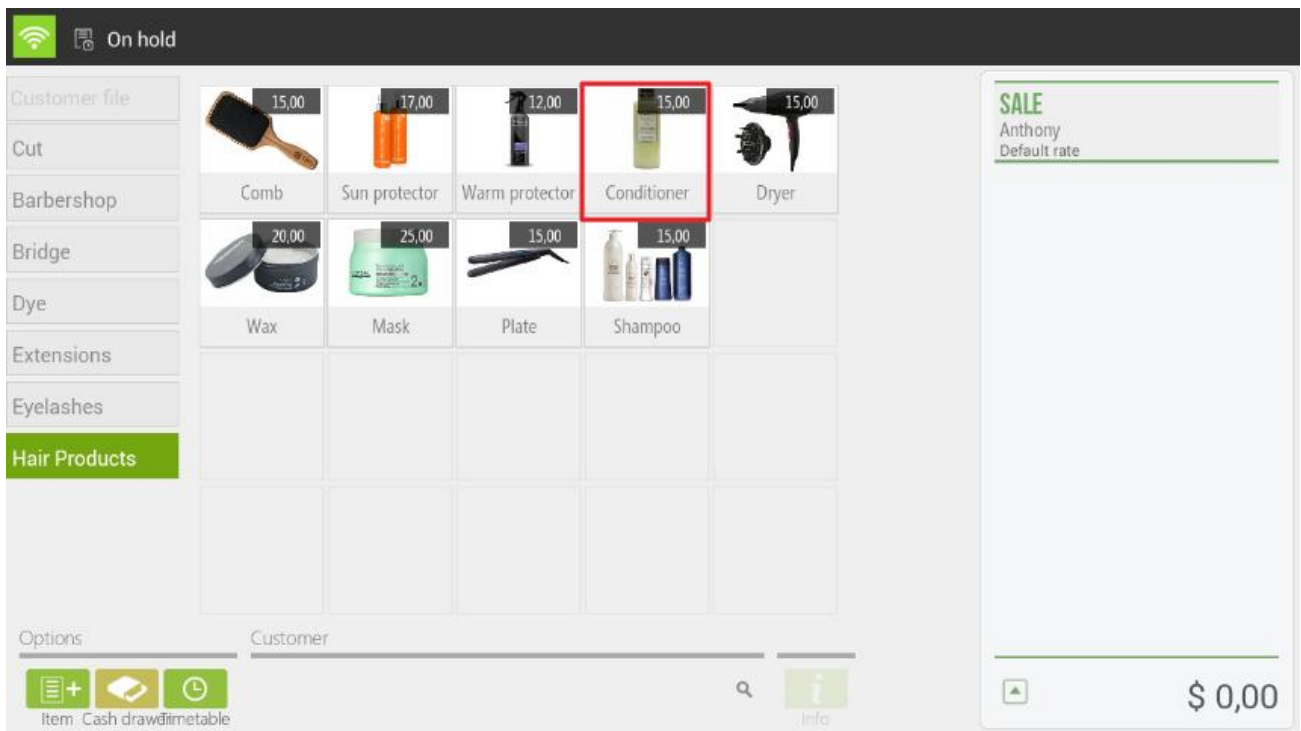 On hold
Customer file
Cut
Barbershop
Bridge
Dye
Extensions
Eyelashes
Hair Products
15,00
17,00
12,00
15,00
15,00
Comb
Sun protector
Warm protector
Conditioner
Dryer
20,00
25,00
15,00
15,00
Wax
Mask
Plate
Shampoo
SALE
Anthony
Default rate
Options
Customer
Item
Cash drawer
Timetable
Info
$ 0,00